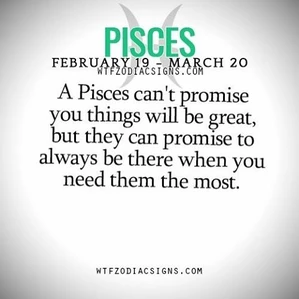 PISCES
FEBRUARY 19 - MARCH 20
WTFZODIACSIGNS.COM
A Pisces can't promise
you things will be great,
but they can promise to
always be there when you
need them the most.
WTFZODIACSIGNS.COM